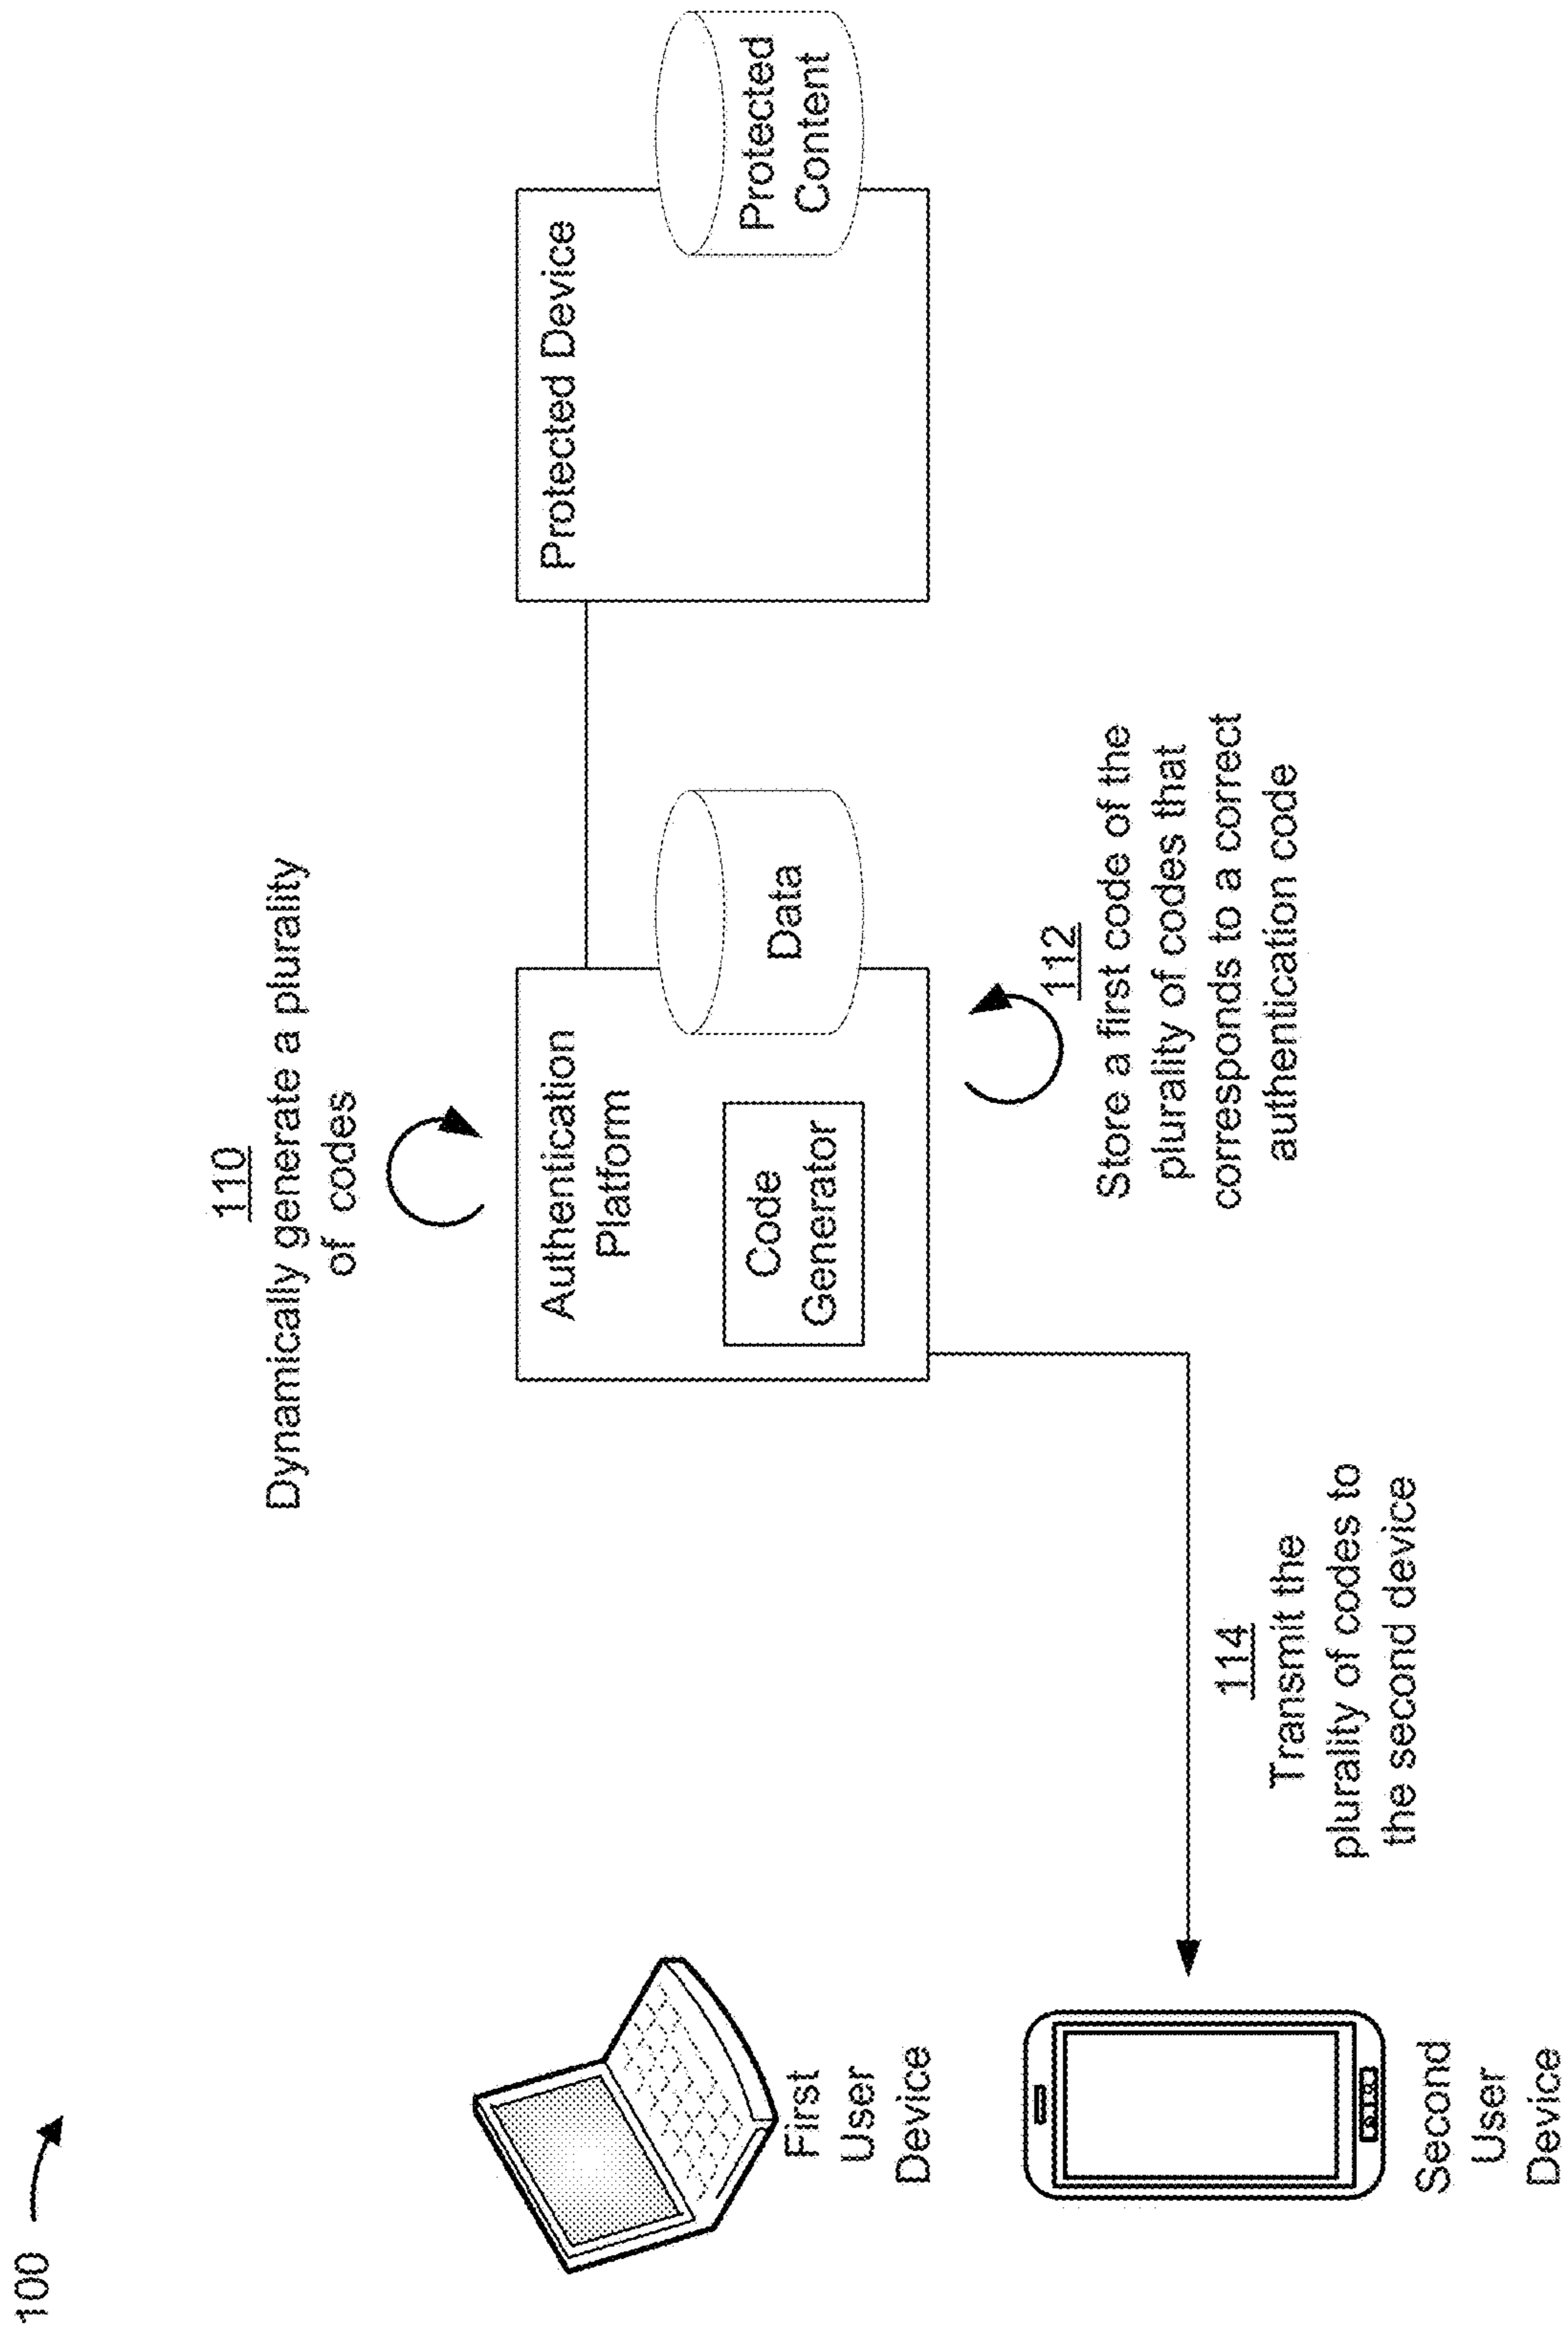 100
110
Dynamically generate a plurality
of codes
Authentication
Platform
Code
Generator
Data
Protected Device
Protected
Content
112
Store a first code of the
plurality of codes that
corresponds to a correct
authentication code
114
Transmit the
plurality of codes to
the second device
First
User
Device
Second
User
Device